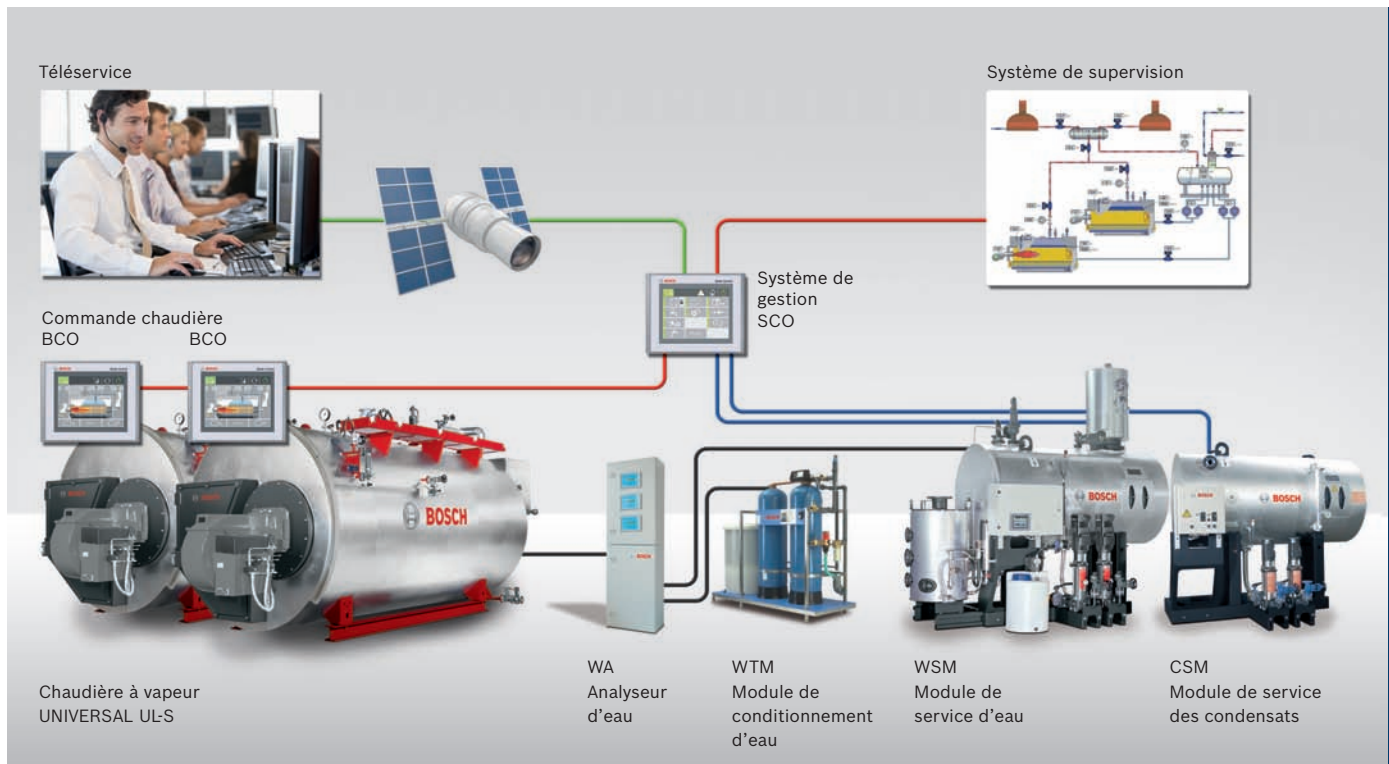 Téléservice
Système de supervision
Système de
gestion
SCO
Commande chaudière
BCO BCO
BOSCH
BOSCH
BOSCH
BOSCH
Chaudière à vapeur
UNIVERSAL UL-S
WA
Analyseur
d’eau
WTM
Module de
conditionnement
d’eau
WSM
Module de
service d’eau
CSM
Module de service
des condensats